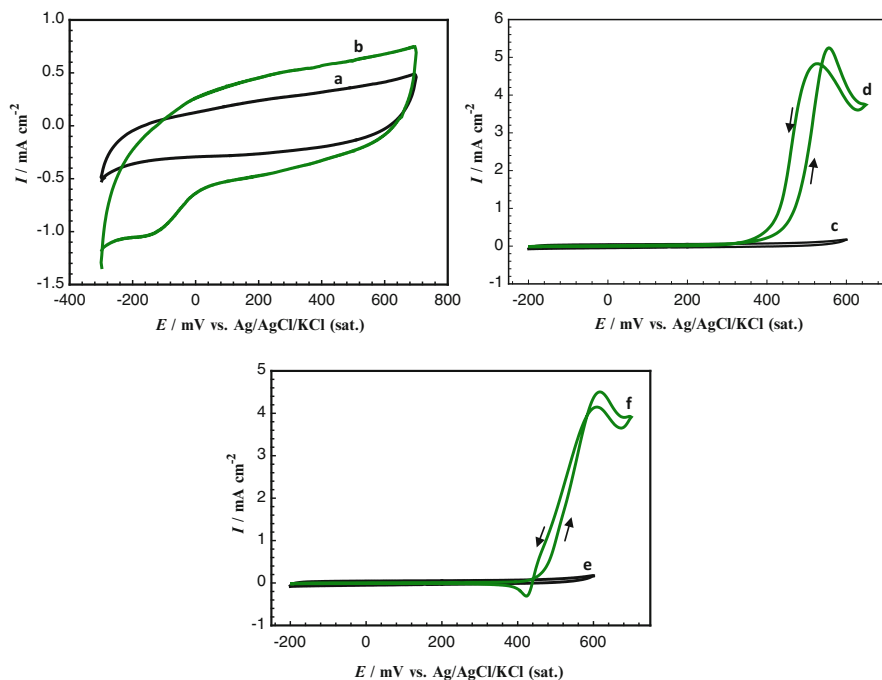 1.0
0.5
0.0
-0.5
-1.0
-1.5
I / mA cm-2
b
a
-400 -200 0 200 400 600 800
E / mV vs. Ag/AgCl/KCl (sat.)
6
5
4
3
2
1
0
-1
I / mA cm-2
d
c
-200 0 200 400 600
E / mV vs. Ag/AgCl/KCl (sat.)
5
4
3
2
1
0
-1
I / mA cm-2
f
e
-200 0 200 400 600
E / mV vs. Ag/AgCl/KCl (sat.)